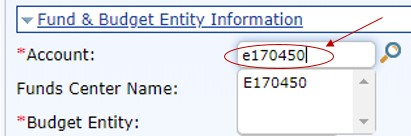 Fund & Budget Entity Information
*Account: e170450
Funds Center Name: E170450
*Budget Entity: